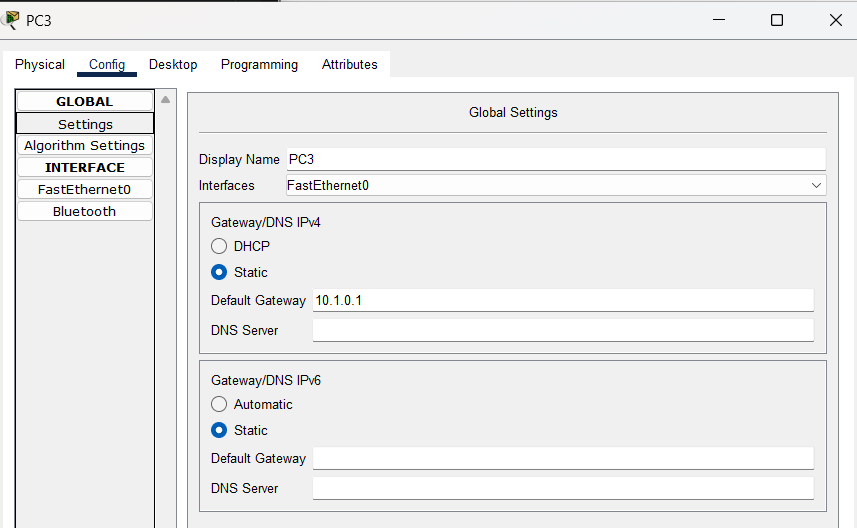 PC3
Physical Config Desktop Programming Attributes
GLOBAL
Settings
Algorithm Settings
INTERFACE
FastEthernet0
Bluetooth
Global Settings
Display Name PC3
Interfaces FastEthernet0
Gateway/DNS IPv4
DHCP
Static
Default Gateway 10.1.0.1
DNS Server
Gateway/DNS IPv6
Automatic
Static
Default Gateway
DNS Server